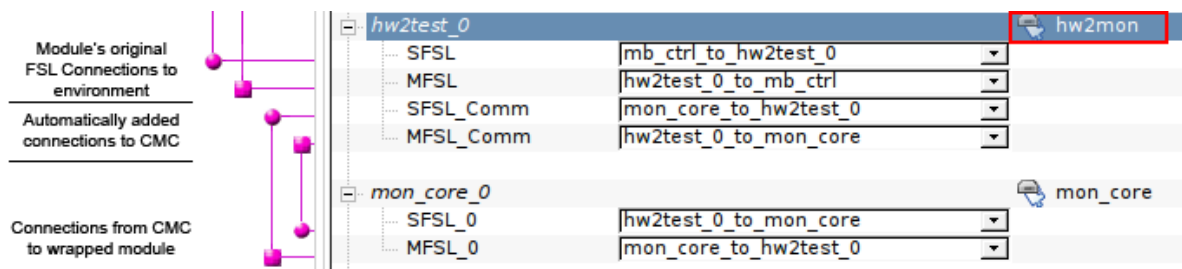 hw2test_0 hw2mon
Module's original
FSL Connections to
environment
SFSL mb_ctrl_to_hw2test_0
MFSL hw2test_0_to_mb_ctrl
Automatically added
connections to CMC
SFSL_Comm mon_core_to_hw2test_0
MFSL_Comm hw2test_0_to_mon_core
mon_core_0 mon_core
Connections from CMC
to wrapped module
SFSL_0 hw2test_0_to_mon_core
MFSL_0 mon_core_to_hw2test_0